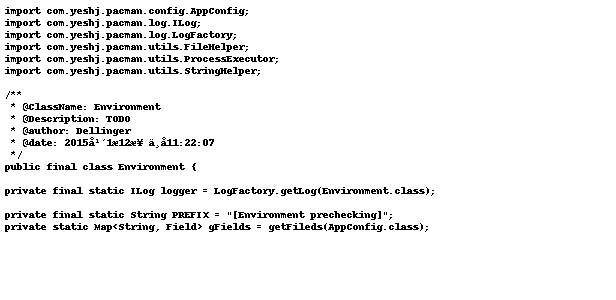 import com.yeshj.pacman.config.AppConfig;
import com.yeshj.pacman.log.ILog;
import com.yeshj.pacman.log.LogFactory;
import com.yeshj.pacman.utils.FileHelper;
import com.yeshj.pacman.utils.ProcessExecutor;
import com.yeshj.pacman.utils.StringHelper;
/**
* @ClassName: Environment
* @Description: TODO
* @author: Dellinger
* @date: 2015å¹´1æ12æ¥ ä¸å11:22:07
*/
public final class Environment {
private final static ILog logger = LogFactory.getLog(Environment.class);
private final static String PREFIX = "[Environment prechecking]";
private static Map<String, Field> gFields = getFileds(AppConfig.class);